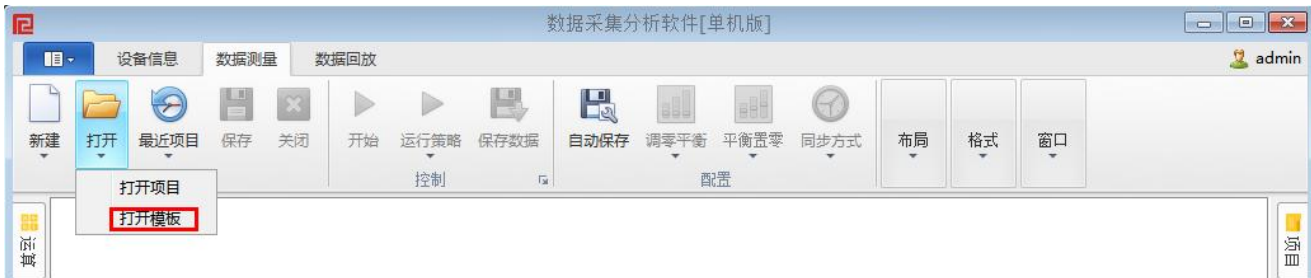 数据采集分析软件[单机版]
设备信息 数据测量 数据回放 admin
新建 打开 最近项目 保存 关闭 开始 运行策略 保存数据 自动保存 调零平衡 平衡置零 同步方式 布局 格式 窗口
控制 配置
打开项目
打开模板
运算
项目